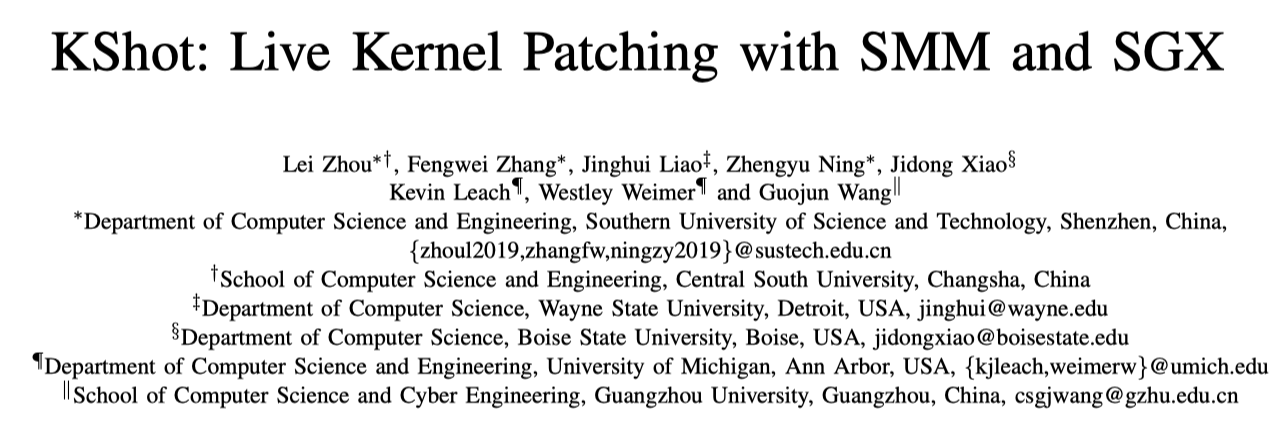 KShot: Live Kernel Patching with SMM and SGX
Lei Zhou*†, Fengwei Zhang*, Jinghui Liao‡, Zhengyu Ning*, Jidong Xiao§
Kevin Leach¶, Westley Weimer¶ and Guojun Wang‖
*Department of Computer Science and Engineering, Southern University of Science and Technology, Shenzhen, China,
{zhoul2019,zhangfw,ningzy2019}@sustech.edu.cn
†School of Computer Science and Engineering, Central South University, Changsha, China
‡Department of Computer Science, Wayne State University, Detroit, USA, jinghui@wayne.edu
§Department of Computer Science, Boise State University, Boise, USA, jidongxiao@boisestate.edu
¶Department of Computer Science and Engineering, University of Michigan, Ann Arbor, USA, {kjleach,weimerw}@umich.edu
‖School of Computer Science and Cyber Engineering, Guangzhou University, Guangzhou, China, csgjwang@gzhu.edu.cn